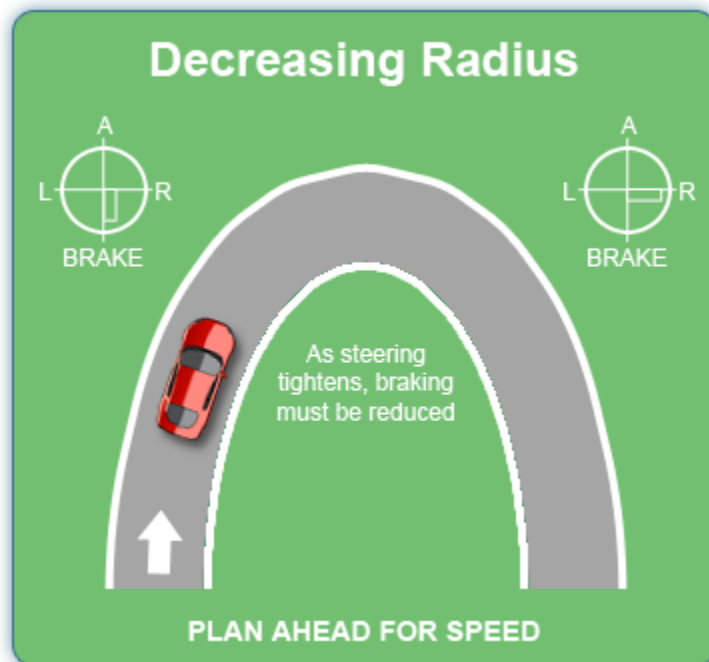 Decreasing Radius
A
L R
BRAKE
A
L R
BRAKE
As steering
tightens, braking
must be reduced
PLAN AHEAD FOR SPEED